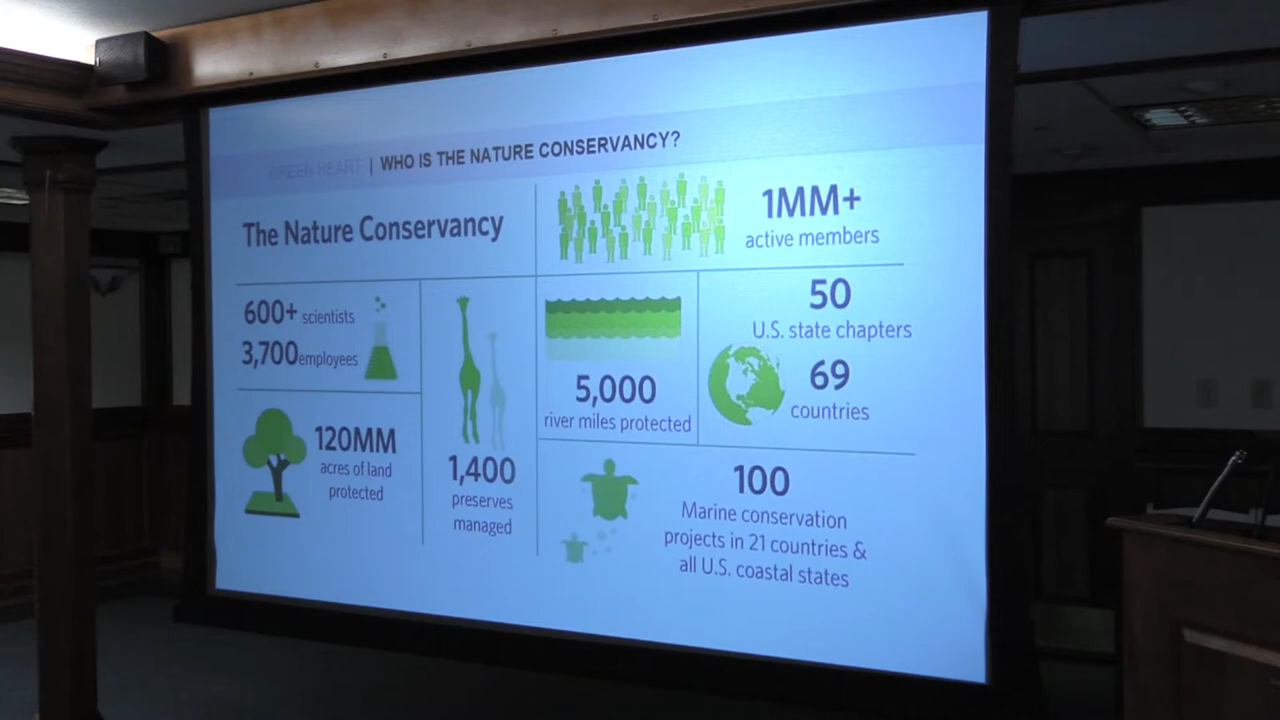 GREEN HEART | WHO IS THE NATURE CONSERVANCY?
The Nature Conservancy
1MM+
active members
600+ scientists
3,700 employees
120MM
acres of land
protected
1,400
preserves
managed
5,000
river miles protected
50
U.S. state chapters
69
countries
100
Marine conservation
projects in 21 countries &
all U.S. coastal states